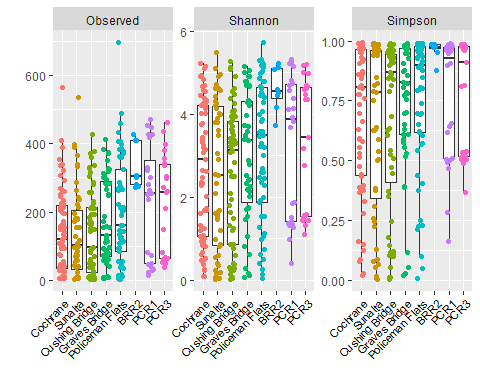 Observed
Shannon
Simpson
600
400
200
0
6
4
2
0
1.00
0.75
0.50
0.25
0.00
Cochrane
Sunalta
Cushing Bridge
Graves Bridge
Policeman Flats
BRR2
PCR1
PCR3
Cochrane
Sunalta
Cushing Bridge
Graves Bridge
Policeman Flats
BRR2
PCR1
PCR3
Cochrane
Sunalta
Cushing Bridge
Graves Bridge
Policeman Flats
BRR2
PCR1
PCR3